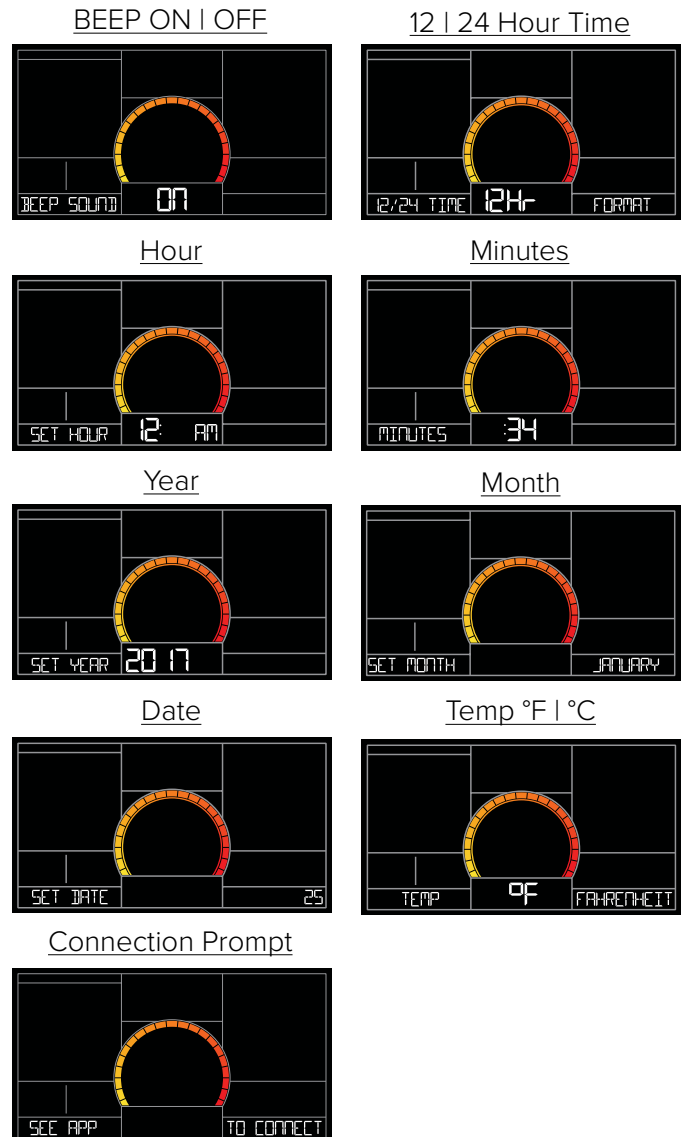 BEEP ON | OFF
BEEP SOUND ON
12 | 24 Hour Time
12/24 TIME 12Hr FORMAT
Hour
SET HOUR 12: AM
Minutes
MINUTES :34
Year
SET YEAR 2017
Month
SET MONTH JANUARY
Date
SET DATE 25
Temp °F | °C
TEMP °F FAHRENHEIT
Connection Prompt
SEE APP TO CONNECT